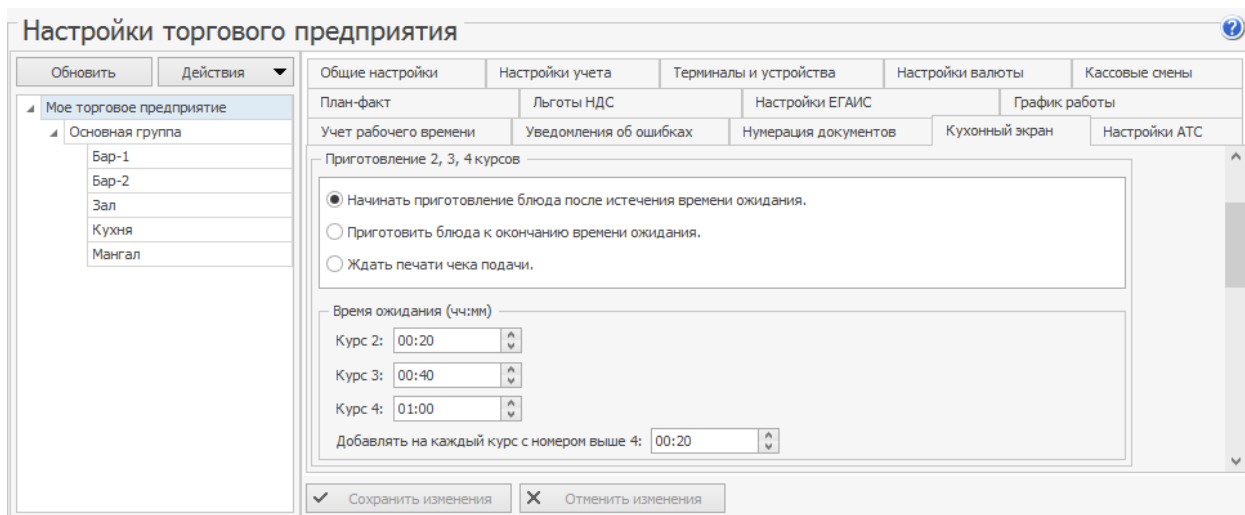 Настройки торгового предприятия
Обновить Действия
Мое торговое предприятие
Основная группа
Бар-1
Бар-2
Зал
Кухня
Мангал
Общие настройки Настройки учета Терминалы и устройства Настройки валюты Кассовые смены
План-факт Льготы НДС Настройки ЕГАИС График работы
Учет рабочего времени Уведомления об ошибках Нумерация документов Кухонный экран Настройки АТС
Приготовление 2, 3, 4 курсов
Начинать приготовление блюда после истечения времени ожидания.
Приготовить блюда к окончанию времени ожидания.
Ждать печати чека подачи.
Время ожидания (чч:мм)
Курс 2: 00:20
Курс 3: 00:40
Курс 4: 01:00
Добавлять на каждый курс с номером выше 4: 00:20
Сохранить изменения Отменить изменения